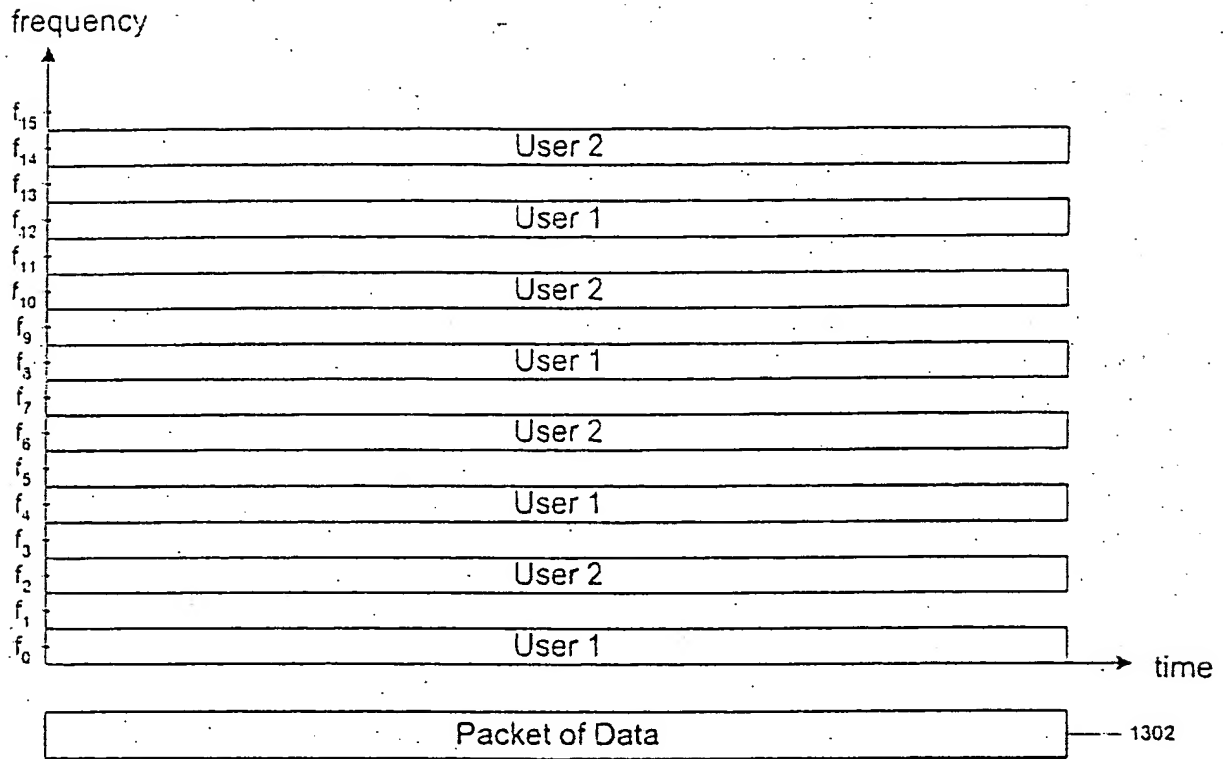 frequency
f15
f14 User 2
f13
f12 User 1
f11
f10 User 2
f9
f3 User 1
f7
f6 User 2
f5
f4 User 1
f3
f2 User 2
f1
f0 User 1
time
Packet of Data 1302